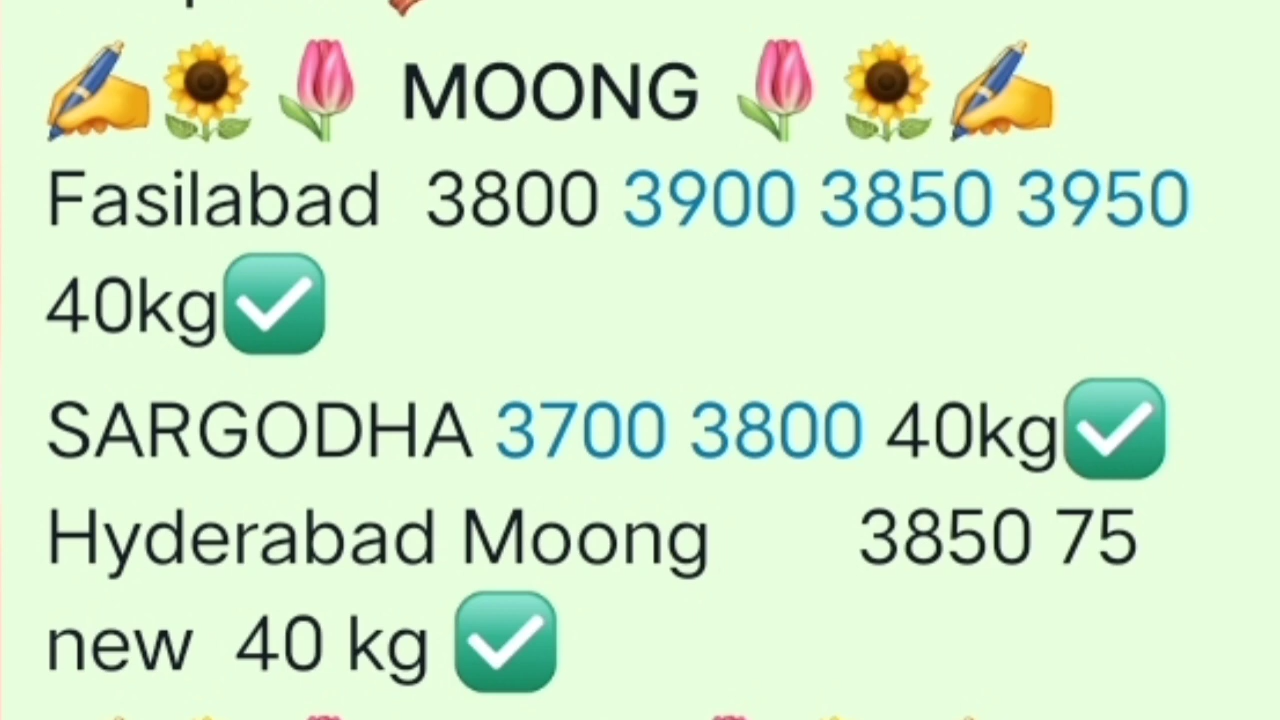 ✍️🌻🌷 MOONG 🌷🌻✍️
Fasilabad 3800 3900 3850 3950
40kg✅
SARGODHA 3700 3800 40kg✅
Hyderabad Moong 3850 75
new 40 kg ✅